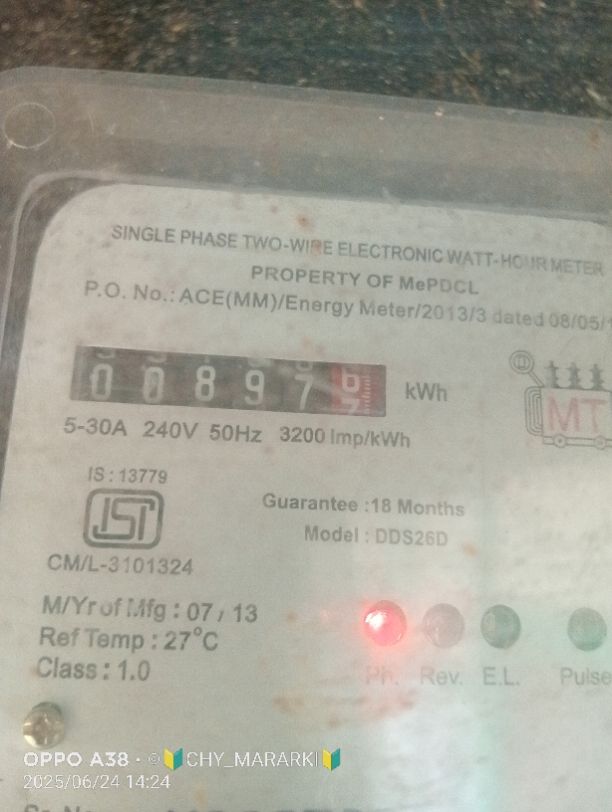 SINGLE PHASE TWO-WIRE ELECTRONIC WATT-HOUR METER
PROPERTY OF MePDCL
P.O. No.: ACE(MM)/Energy Meter/2013/3 dated 08/05/
0 0 8 9 7 kWh
MT
5-30A 240V 50Hz 3200 Imp/kWh
IS : 13779
ISI
CM/L-3101324
Guarantee : 18 Months
Model : DDS26D
M/Yr of Mfg : 07 / 13
Ref Temp : 27°C
Class : 1.0
Ph. Rev. E.L. Pulse
OPPO A38 · ©🔰CHY_MARARKI🔰
2025/06/24 14:24